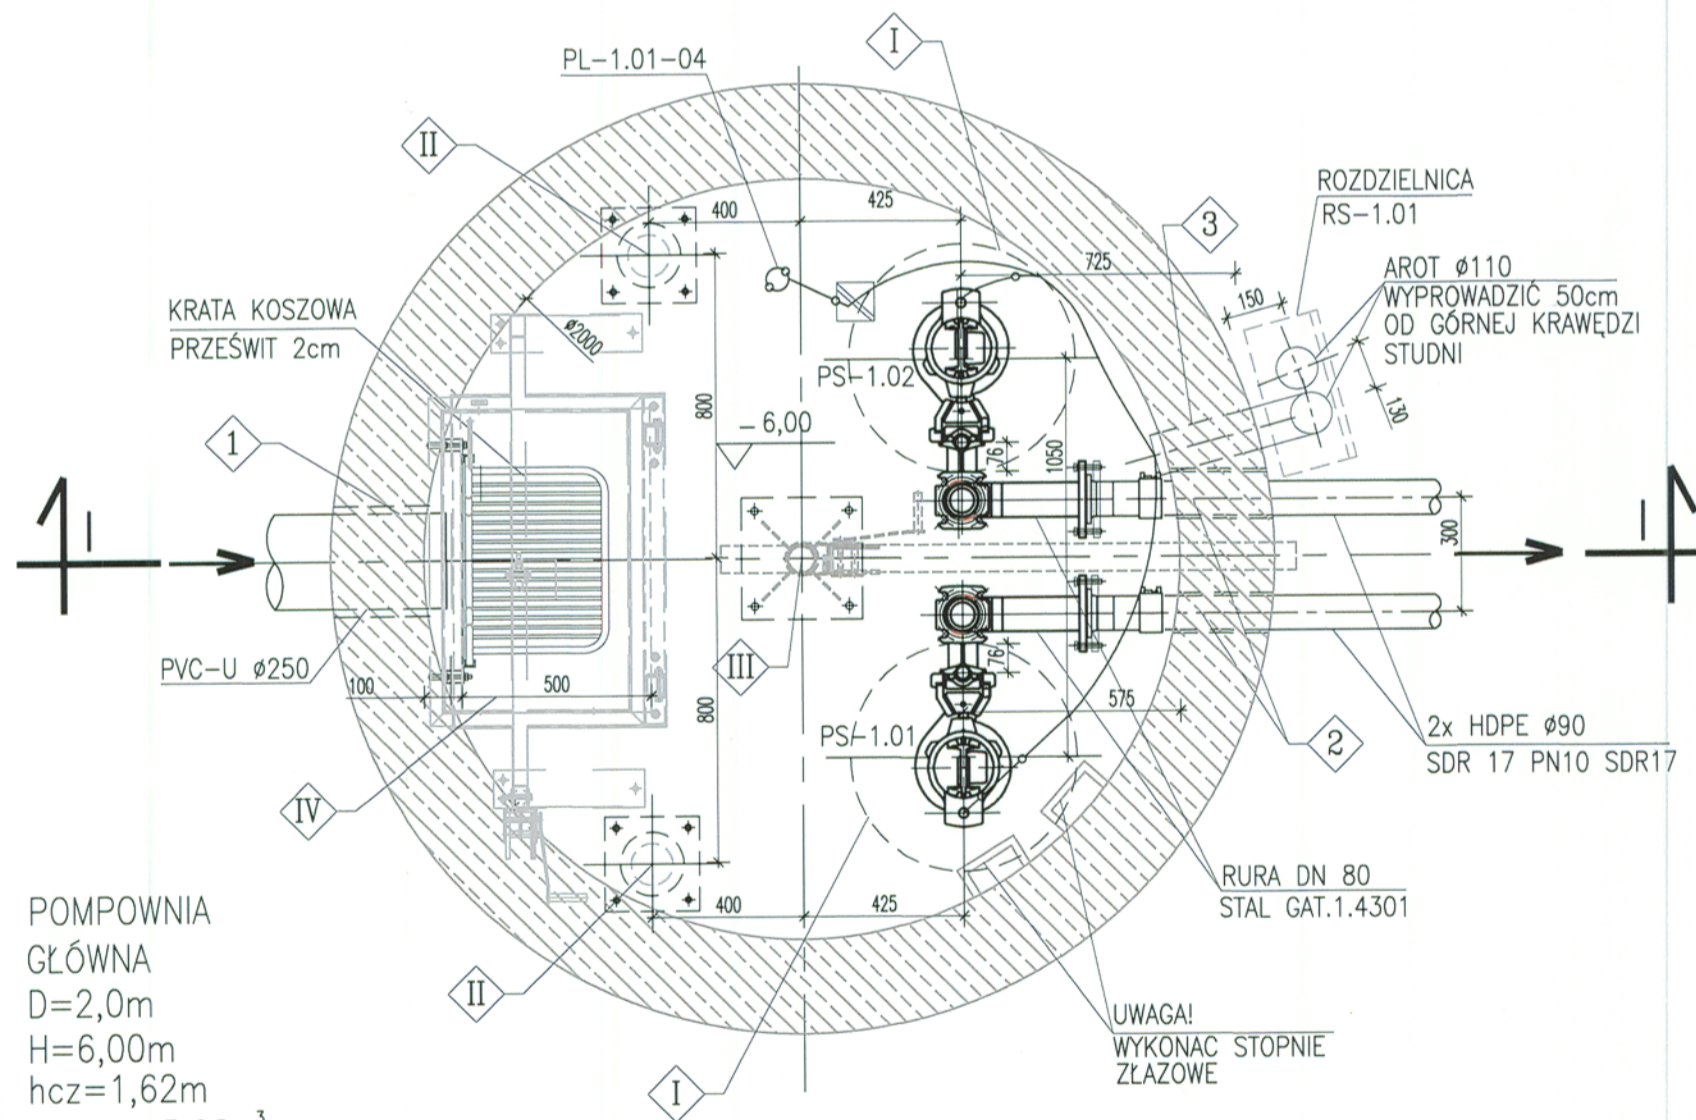 I
PL-1.01-04
II
400
425
ROZDZIELNICA
RS-1.01
3
725
AROT ø110
WYPROWADZIĆ 50cm
OD GÓRNEJ KRAWĘDZI
STUDNI
150
130
KRATA KOSZOWA
PRZEŚWIT 2cm
ø2000
PS-1.02
800
-6,00
1
76
1050
300
PVC-U ø250
100
500
III
76
575
800
PS-1.01
2
2x HDPE ø90
SDR 17 PN10 SDR17
IV
RURA DN 80
STAL GAT.1.4301
400
425
POMPOWNIA
GŁÓWNA
D=2,0m
H=6,00m
hcz=1,62m
3
II
UWAGA!
WYKONAC STOPNIE
ZŁAZOWE
I